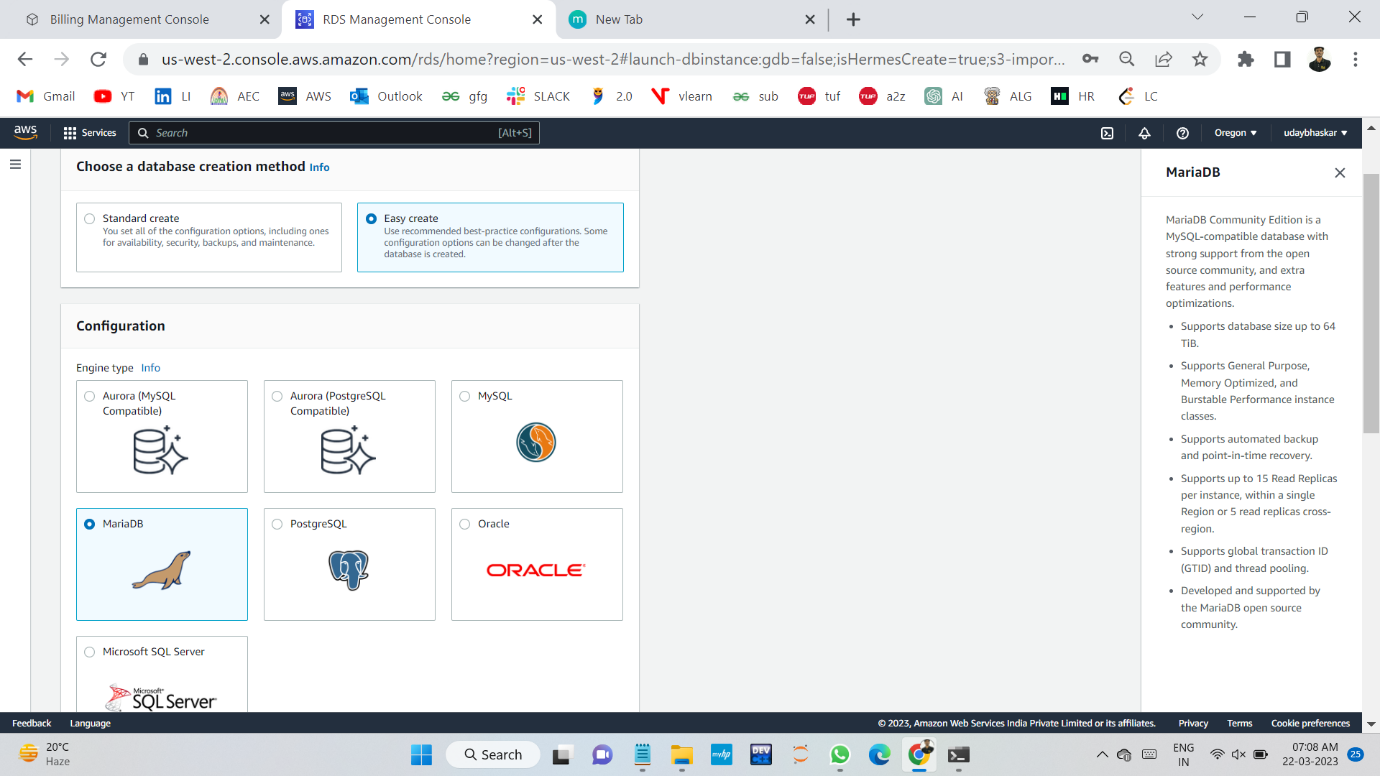 Billing Management Console
RDS Management Console
New Tab
us-west-2.console.aws.amazon.com/rds/home?region=us-west-2#launch-dbinstance:gdb=false;isHermesCreate=true;s3-impor...
Gmail
YT
LI
AEC
AWS
Outlook
gfg
SLACK
2.0
vlearn
sub
tuf
a2z
AI
ALG
HR
LC
aws
Services
Search
[Alt+S]
Oregon
udaybhaskar
Choose a database creation method Info
Standard create
You set all of the configuration options, including ones
for availability, security, backups, and maintenance.
Easy create
Use recommended best-practice configurations. Some
configuration options can be changed after the
database is created.
Configuration
Engine type Info
Aurora (MySQL
Compatible)
Aurora (PostgreSQL
Compatible)
MySQL
MariaDB
PostgreSQL
Oracle
ORACLE
Microsoft SQL Server
Microsoft
SQL Server
MariaDB
MariaDB Community Edition is a
MySQL-compatible database with
strong support from the open
source community, and extra
features and performance
optimizations.
• Supports database size up to 64
TiB.
• Supports General Purpose,
Memory Optimized, and
Burstable Performance instance
classes.
• Supports automated backup
and point-in-time recovery.
• Supports up to 15 Read Replicas
per instance, within a single
Region or 5 read replicas cross-
region.
• Supports global transaction ID
(GTID) and thread pooling.
• Developed and supported by
the MariaDB open source
community.
Feedback
Language
© 2023, Amazon Web Services India Private Limited or its affiliates.
Privacy
Terms
Cookie preferences
20°C
Haze
Search
myhp
DEV
ENG
IN
07:08 AM
22-03-2023
25